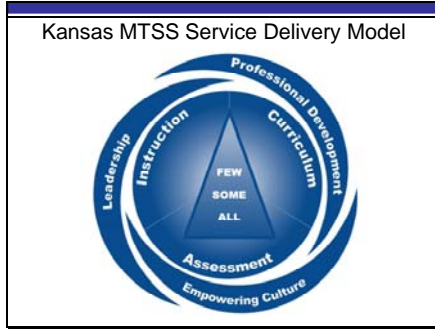 Kansas MTSS Service Delivery Model
Professional Development
Leadership
Instruction
Curriculum
FEW
SOME
ALL
Assessment
Empowering Culture